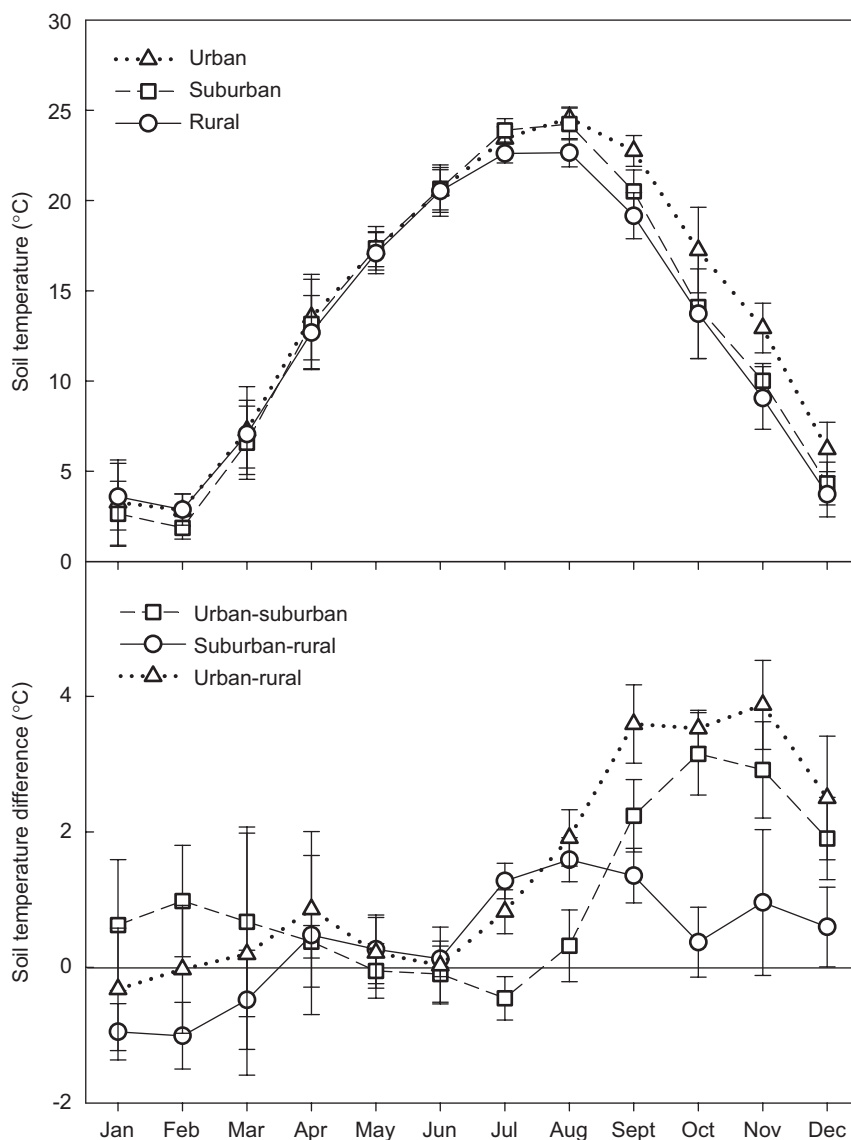 30
25
20
15
10
5
0
Soil temperature (°C)
Urban
Suburban
Rural
4
2
0
-2
Soil temperature difference (°C)
Urban-suburban
Suburban-rural
Urban-rural
Jan Feb Mar Apr May Jun Jul Aug Sept Oct Nov Dec